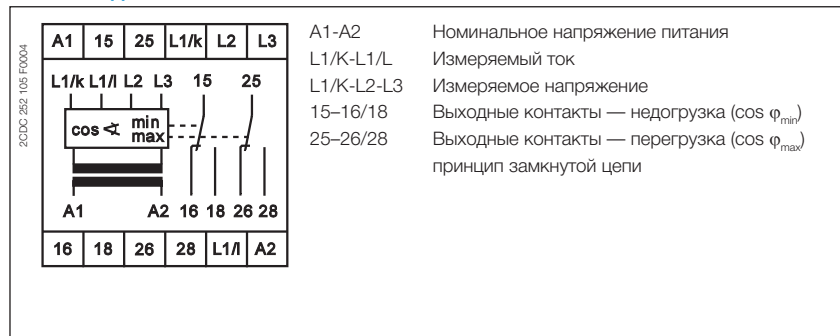 2CDC 252 105 F0004
A1 15 25 L1/k L2 L3
L1/k L1/l L2 L3 15 25
cos ∢ min
max
A1 A2 16 18 26 28
16 18 26 28 L1/l A2
A1-A2 Номинальное напряжение питания
L1/K-L1/L Измеряемый ток
L1/K-L2-L3 Измеряемое напряжение
15–16/18 Выходные контакты — недогрузка (cos φmin)
25–26/28 Выходные контакты — перегрузка (cos φmax)
принцип замкнутой цепи